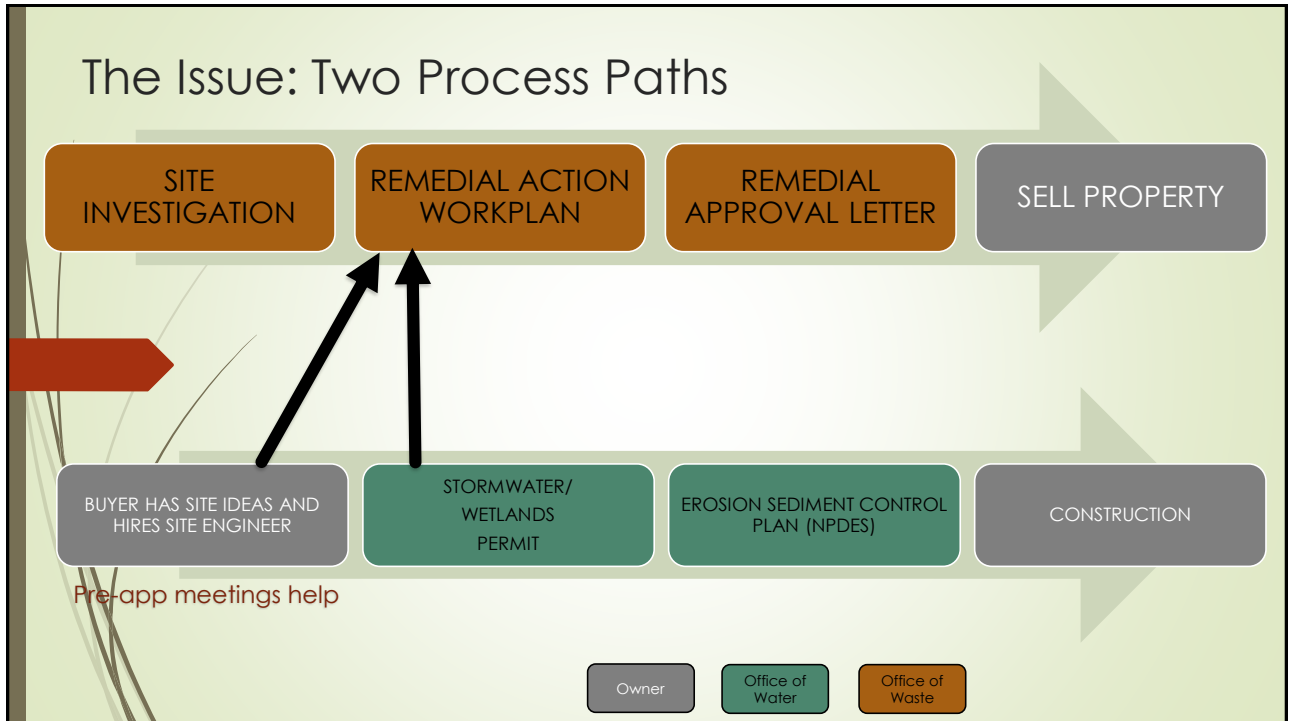 The Issue: Two Process Paths
SITE
INVESTIGATION
REMEDIAL ACTION
WORKPLAN
REMEDIAL
APPROVAL LETTER
SELL PROPERTY
BUYER HAS SITE IDEAS AND
HIRES SITE ENGINEER
STORMWATER/
WETLANDS
PERMIT
EROSION SEDIMENT CONTROL
PLAN (NPDES)
CONSTRUCTION
Pre-app meetings help
Owner
Office of
Water
Office of
Waste